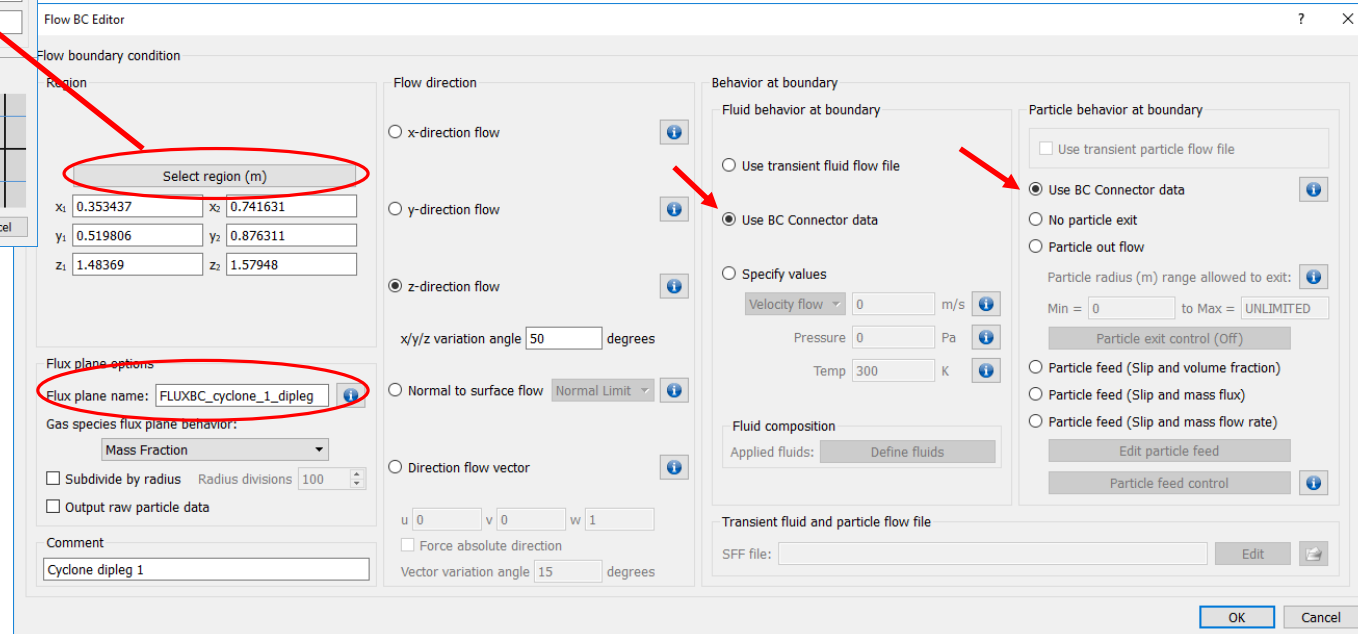 Flow BC Editor
? X
Flow boundary condition
Region
Select region (m)
x₁ 0.353437 x₂ 0.741631
y₁ 0.519806 y₂ 0.876311
z₁ 1.48369 z₂ 1.57948
Flux plane options
Flux plane name: FLUXBC_cyclone_1_dipleg
Gas species flux plane behavior:
Mass Fraction
Subdivide by radius Radius divisions 100
Output raw particle data
Comment
Cyclone dipleg 1
Flow direction
x-direction flow
y-direction flow
z-direction flow
x/y/z variation angle 50 degrees
Normal to surface flow Normal Limit
Direction flow vector
u 0 v 0 w 1
Force absolute direction
Vector variation angle 15 degrees
Behavior at boundary
Fluid behavior at boundary
Use transient fluid flow file
Use BC Connector data
Specify values
Velocity flow 0 m/s
Pressure 0 Pa
Temp 300 K
Fluid composition
Applied fluids: Define fluids
Particle behavior at boundary
Use transient particle flow file
Use BC Connector data
No particle exit
Particle out flow
Particle radius (m) range allowed to exit:
Min = 0 to Max = UNLIMITED
Particle exit control (Off)
Particle feed (Slip and volume fraction)
Particle feed (Slip and mass flux)
Particle feed (Slip and mass flow rate)
Edit particle feed
Particle feed control
Transient fluid and particle flow file
SFF file: Edit
OK Cancel